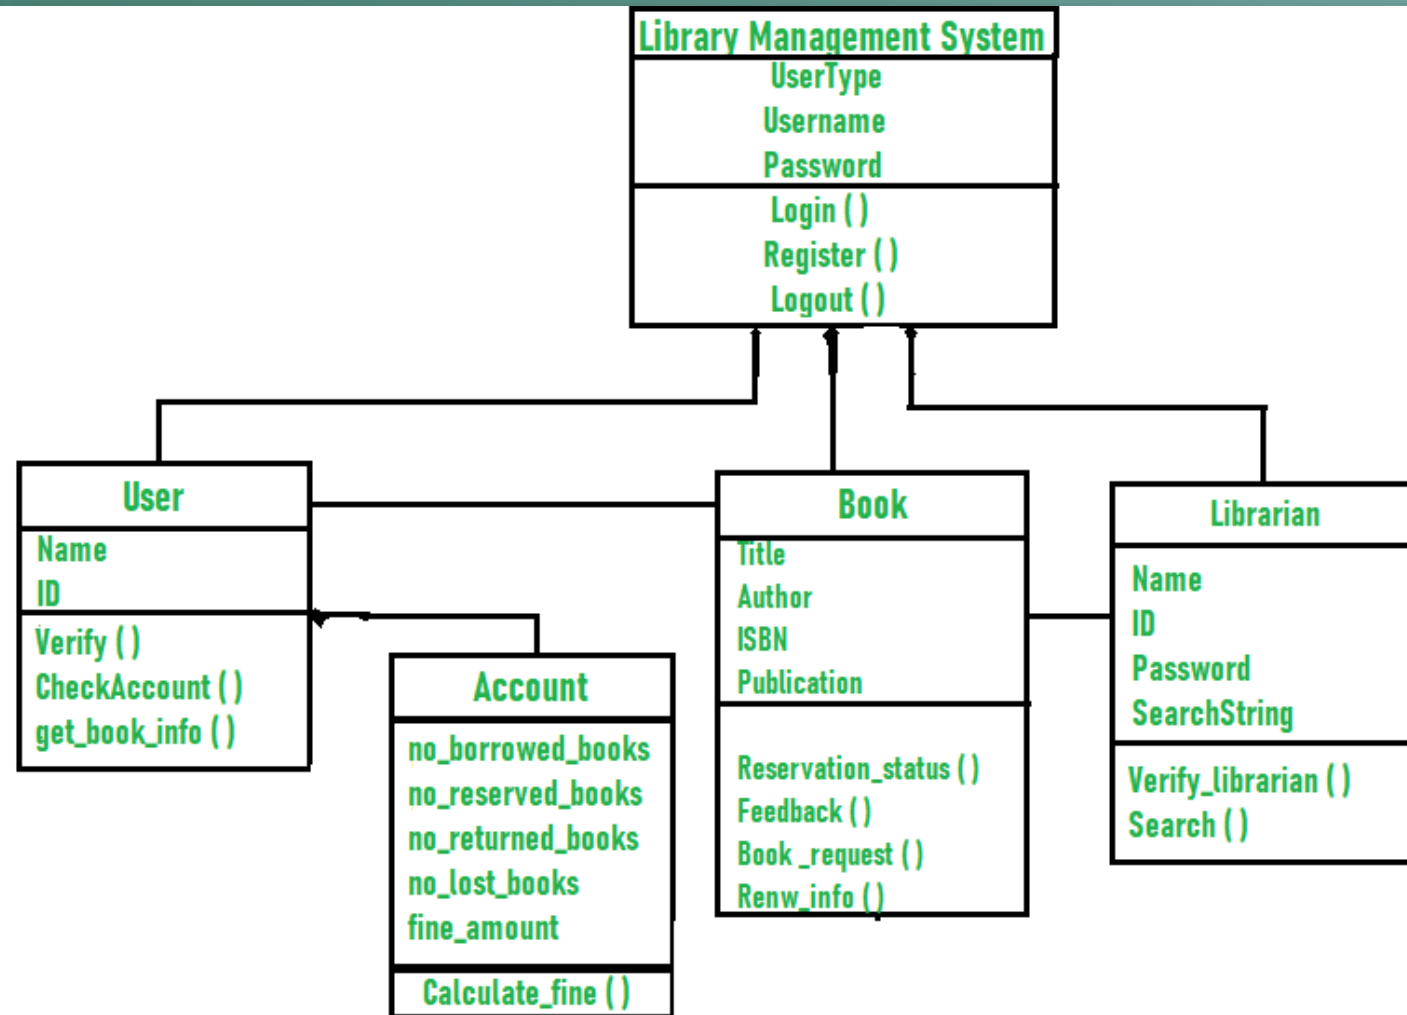 Library Management System
UserType
Username
Password
Login ( )
Register ( )
Logout ( )
User
Name
ID
Verify ( )
CheckAccount ( )
get_book_info ( )
Account
no_borrowed_books
no_reserved_books
no_returned_books
no_lost_books
fine_amount
Calculate_fine ( )
Book
Title
Author
ISBN
Publication
Reservation_status ( )
Feedback ( )
Book _request ( )
Renw_info ( )
Librarian
Name
ID
Password
SearchString
Verify_librarian ( )
Search ( )